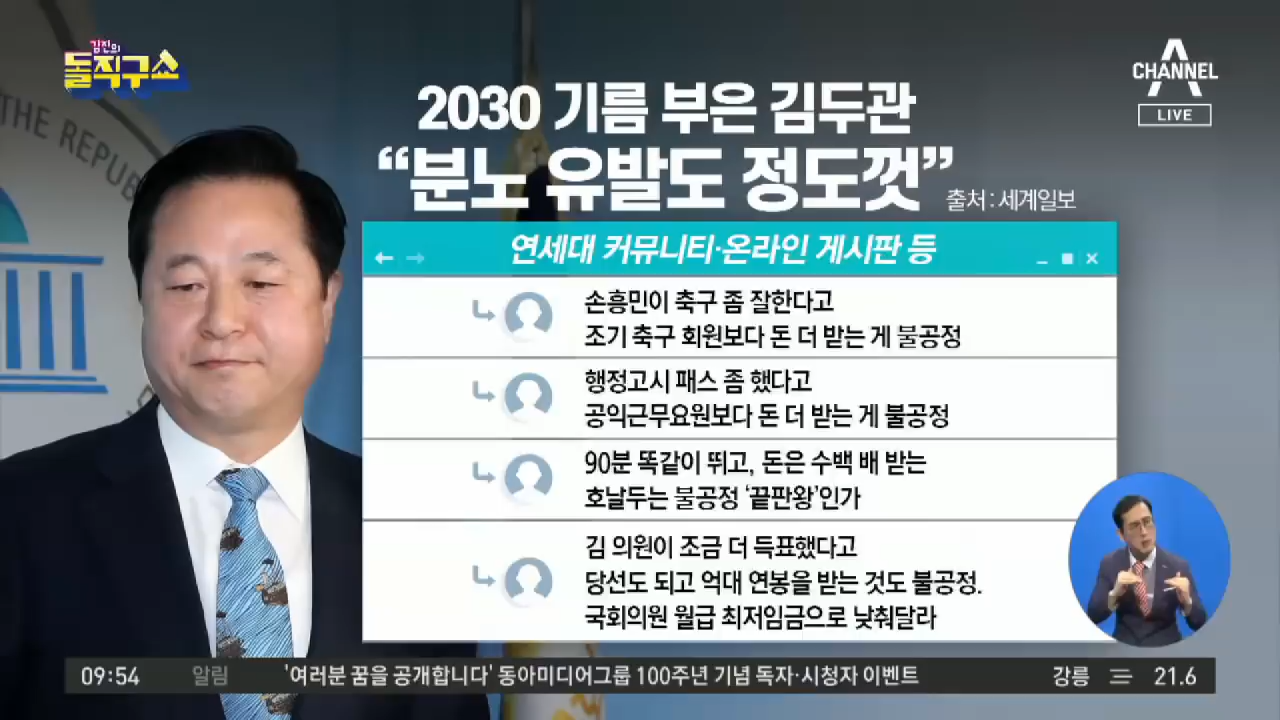 김진의
돌직구쇼
CHANNEL
LIVE
THE REPUB
2030 기름 부은 김두관
“분노 유발도 정도껏”
출처 : 세계일보
연세대 커뮤니티·온라인 게시판 등
손흥민이 축구 좀 잘한다고
조기 축구 회원보다 돈 더 받는 게 불공정
행정고시 패스 좀 했다고
공익근무요원보다 돈 더 받는 게 불공정
90분 똑같이 뛰고, 돈은 수백 배 받는
호날두는 불공정 ‘끝판왕’인가
김 의원이 조금 더 득표했다고
당선도 되고 억대 연봉을 받는 것도 불공정.
국회의원 월급 최저임금으로 낮춰달라
09:54 알림 '여러분 꿈을 공개합니다' 동아미디어그룹 100주년 기념 독자·시청자 이벤트 강릉 21.6